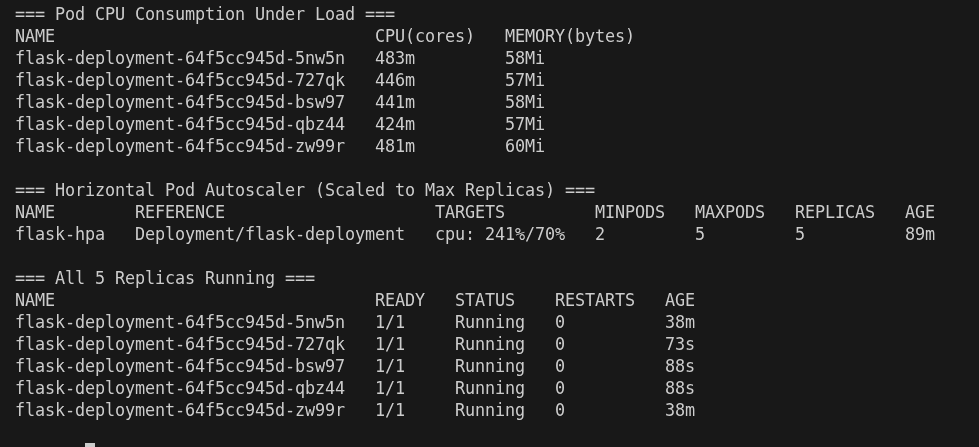 === Pod CPU Consumption Under Load ===
NAME                                CPU(cores)   MEMORY(bytes)
flask-deployment-64f5cc945d-5nw5n   483m         58Mi
flask-deployment-64f5cc945d-727qk   446m         57Mi
flask-deployment-64f5cc945d-bsw97   441m         58Mi
flask-deployment-64f5cc945d-qbz44   424m         57Mi
flask-deployment-64f5cc945d-zw99r   481m         60Mi

=== Horizontal Pod Autoscaler (Scaled to Max Replicas) ===
NAME        REFERENCE                     TARGETS         MINPODS   MAXPODS   REPLICAS   AGE
flask-hpa   Deployment/flask-deployment   cpu: 241%/70%   2         5         5          89m

=== All 5 Replicas Running ===
NAME                                READY   STATUS    RESTARTS   AGE
flask-deployment-64f5cc945d-5nw5n   1/1     Running   0          38m
flask-deployment-64f5cc945d-727qk   1/1     Running   0          73s
flask-deployment-64f5cc945d-bsw97   1/1     Running   0          88s
flask-deployment-64f5cc945d-qbz44   1/1     Running   0          88s
flask-deployment-64f5cc945d-zw99r   1/1     Running   0          38m